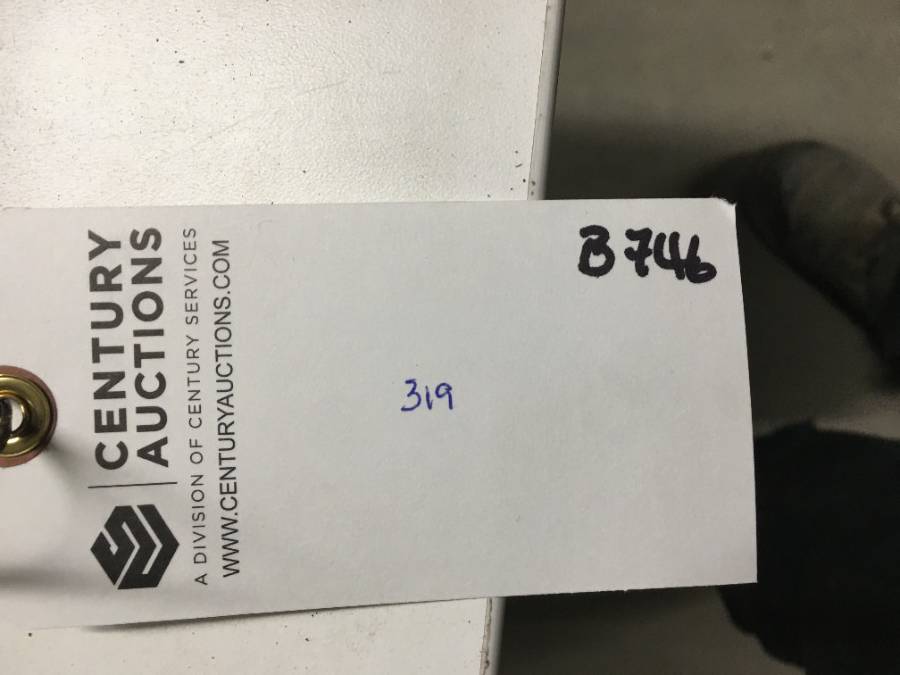 CENTURY
AUCTIONS
A DIVISION OF CENTURY SERVICES
WWW.CENTURYAUCTIONS.COM
319
B746